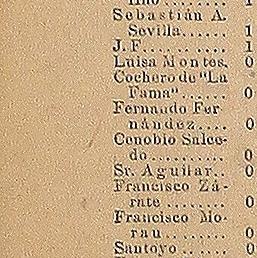 Sebastián A.
Sevilla...... 1
J. F.......... 1
Luisa Montes. 0
Cochero de "La
Fama"....... 0
Fernando Fer
nández..... 0
Cenobio Salce-
do........... 0
Sr. Aguilar.. 0
Francisco Zá-
rate........ 0
Francisco Mo-
rau......... 0
Santoyo...... 0